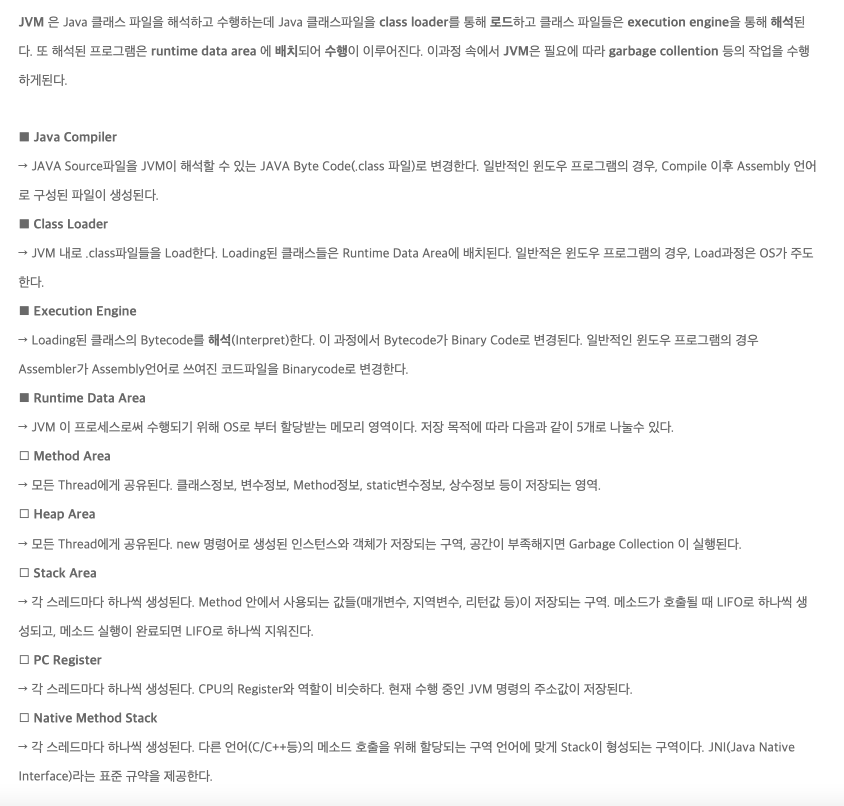 JVM 은 Java 클래스 파일을 해석하고 수행하는데 Java 클래스파일을 class loader를 통해 로드하고 클래스 파일들은 execution engine을 통해 해석된
다. 또 해석된 프로그램은 runtime data area 에 배치되어 수행이 이루어진다. 이과정 속에서 JVM은 필요에 따라 garbage collention 등의 작업을 수행
하게된다.
■ Java Compiler
→ JAVA Source파일을 JVM이 해석할 수 있는 JAVA Byte Code(.class 파일)로 변경한다. 일반적인 윈도우 프로그램의 경우, Compile 이후 Assembly 언어
로 구성된 파일이 생성된다.
■ Class Loader
→ JVM 내로 .class파일들을 Load한다. Loading된 클래스들은 Runtime Data Area에 배치된다. 일반적은 윈도우 프로그램의 경우, Load과정은 OS가 주도
한다.
■ Execution Engine
→ Loading된 클래스의 Bytecode를 해석(Interpret)한다. 이 과정에서 Bytecode가 Binary Code로 변경된다. 일반적인 윈도우 프로그램의 경우
Assembler가 Assembly언어로 쓰여진 코드파일을 Binarycode로 변경한다.
■ Runtime Data Area
→ JVM 이 프로세스로써 수행되기 위해 OS로 부터 할당받는 메모리 영역이다. 저장 목적에 따라 다음과 같이 5개로 나눌수 있다.
□ Method Area
→ 모든 Thread에게 공유된다. 클래스정보, 변수정보, Method정보, static변수정보, 상수정보 등이 저장되는 영역.
□ Heap Area
→ 모든 Thread에게 공유된다. new 명령어로 생성된 인스턴스와 객체가 저장되는 구역, 공간이 부족해지면 Garbage Collection 이 실행된다.
□ Stack Area
→ 각 스레드마다 하나씩 생성된다. Method 안에서 사용되는 값들(매개변수, 지역변수, 리턴값 등)이 저장되는 구역. 메소드가 호출될 때 LIFO로 하나씩 생
성되고, 메소드 실행이 완료되면 LIFO로 하나씩 지워진다.
□ PC Register
→ 각 스레드마다 하나씩 생성된다. CPU의 Register와 역할이 비슷하다. 현재 수행 중인 JVM 명령의 주소값이 저장된다.
□ Native Method Stack
→ 각 스레드마다 하나씩 생성된다. 다른 언어(C/C++등)의 메소드 호출을 위해 할당되는 구역 언어에 맞게 Stack이 형성되는 구역이다. JNI(Java Native
Interface)라는 표준 규약을 제공한다.